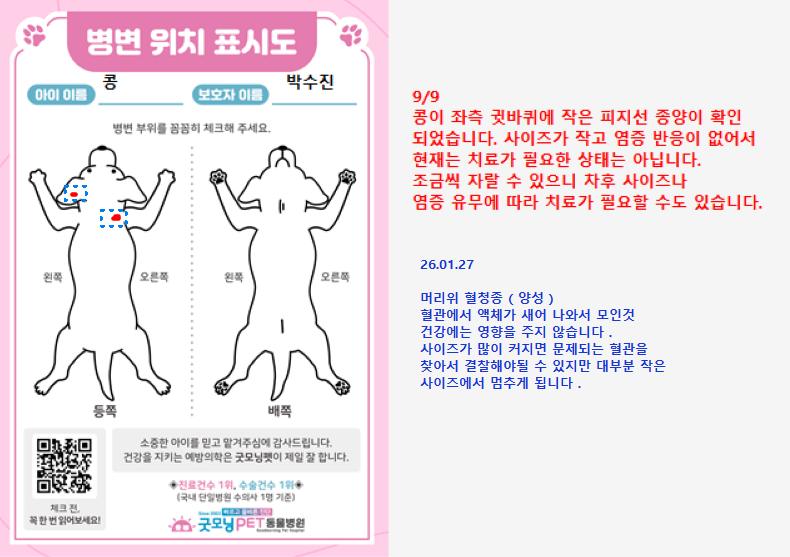 병변 위치 표시도
아이 이름 콩 보호자 이름 박수진
병변 부위를 꼼꼼히 체크해 주세요.
왼쪽 오른쪽 왼쪽 오른쪽
등쪽 배쪽
소중한 아이를 믿고 맡겨주심에 감사드립니다.
건강을 지키는 예방의학은 굿모닝펫이 제일 잘 합니다.
체크 전,
꼭 한 번 읽어보세요!
◈진료건수 1위, 수술건수 1위◈
(국내 단일병원 수의사 1명 기준)
Since 2003 빠르고 올바른 진단
굿모닝PET동물병원
Goodmorning Pet Hospital
9/9
콩이 좌측 귓바퀴에 작은 피지선 종양이 확인
되었습니다. 사이즈가 작고 염증 반응이 없어서
현재는 치료가 필요한 상태는 아닙니다.
조금씩 자랄 수 있으니 차후 사이즈나
염증 유무에 따라 치료가 필요할 수도 있습니다.
26.01.27
머리위 혈청종 ( 양성 )
혈관에서 액체가 새어 나와서 모인것
건강에는 영향을 주지 않습니다 .
사이즈가 많이 커지면 문제되는 혈관을
찾아서 결찰해야될 수 있지만 대부분 작은
사이즈에서 멈추게 됩니다 .